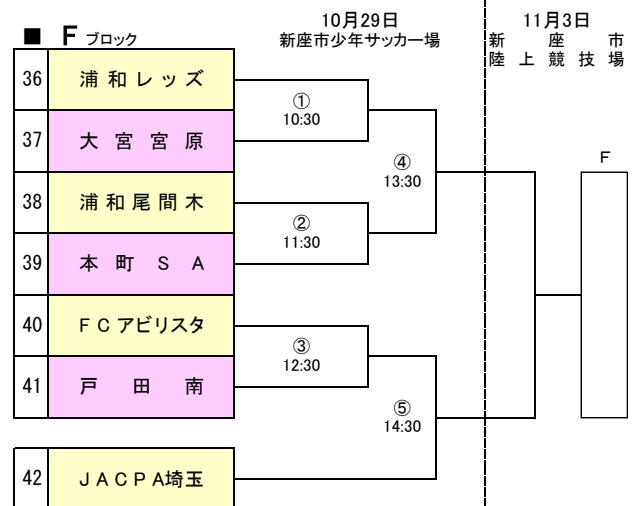 ■ F ブロック
10月29日
新座市少年サッカー場
11月3日
新座市
陸上競技場
36 浦和レッズ
37 大宮宮原
38 浦和尾間木
39 本町SA
40 FCアビリスタ
41 戸田南
42 JACPA埼玉
①
10:30
②
11:30
③
12:30
④
13:30
⑤
14:30
F